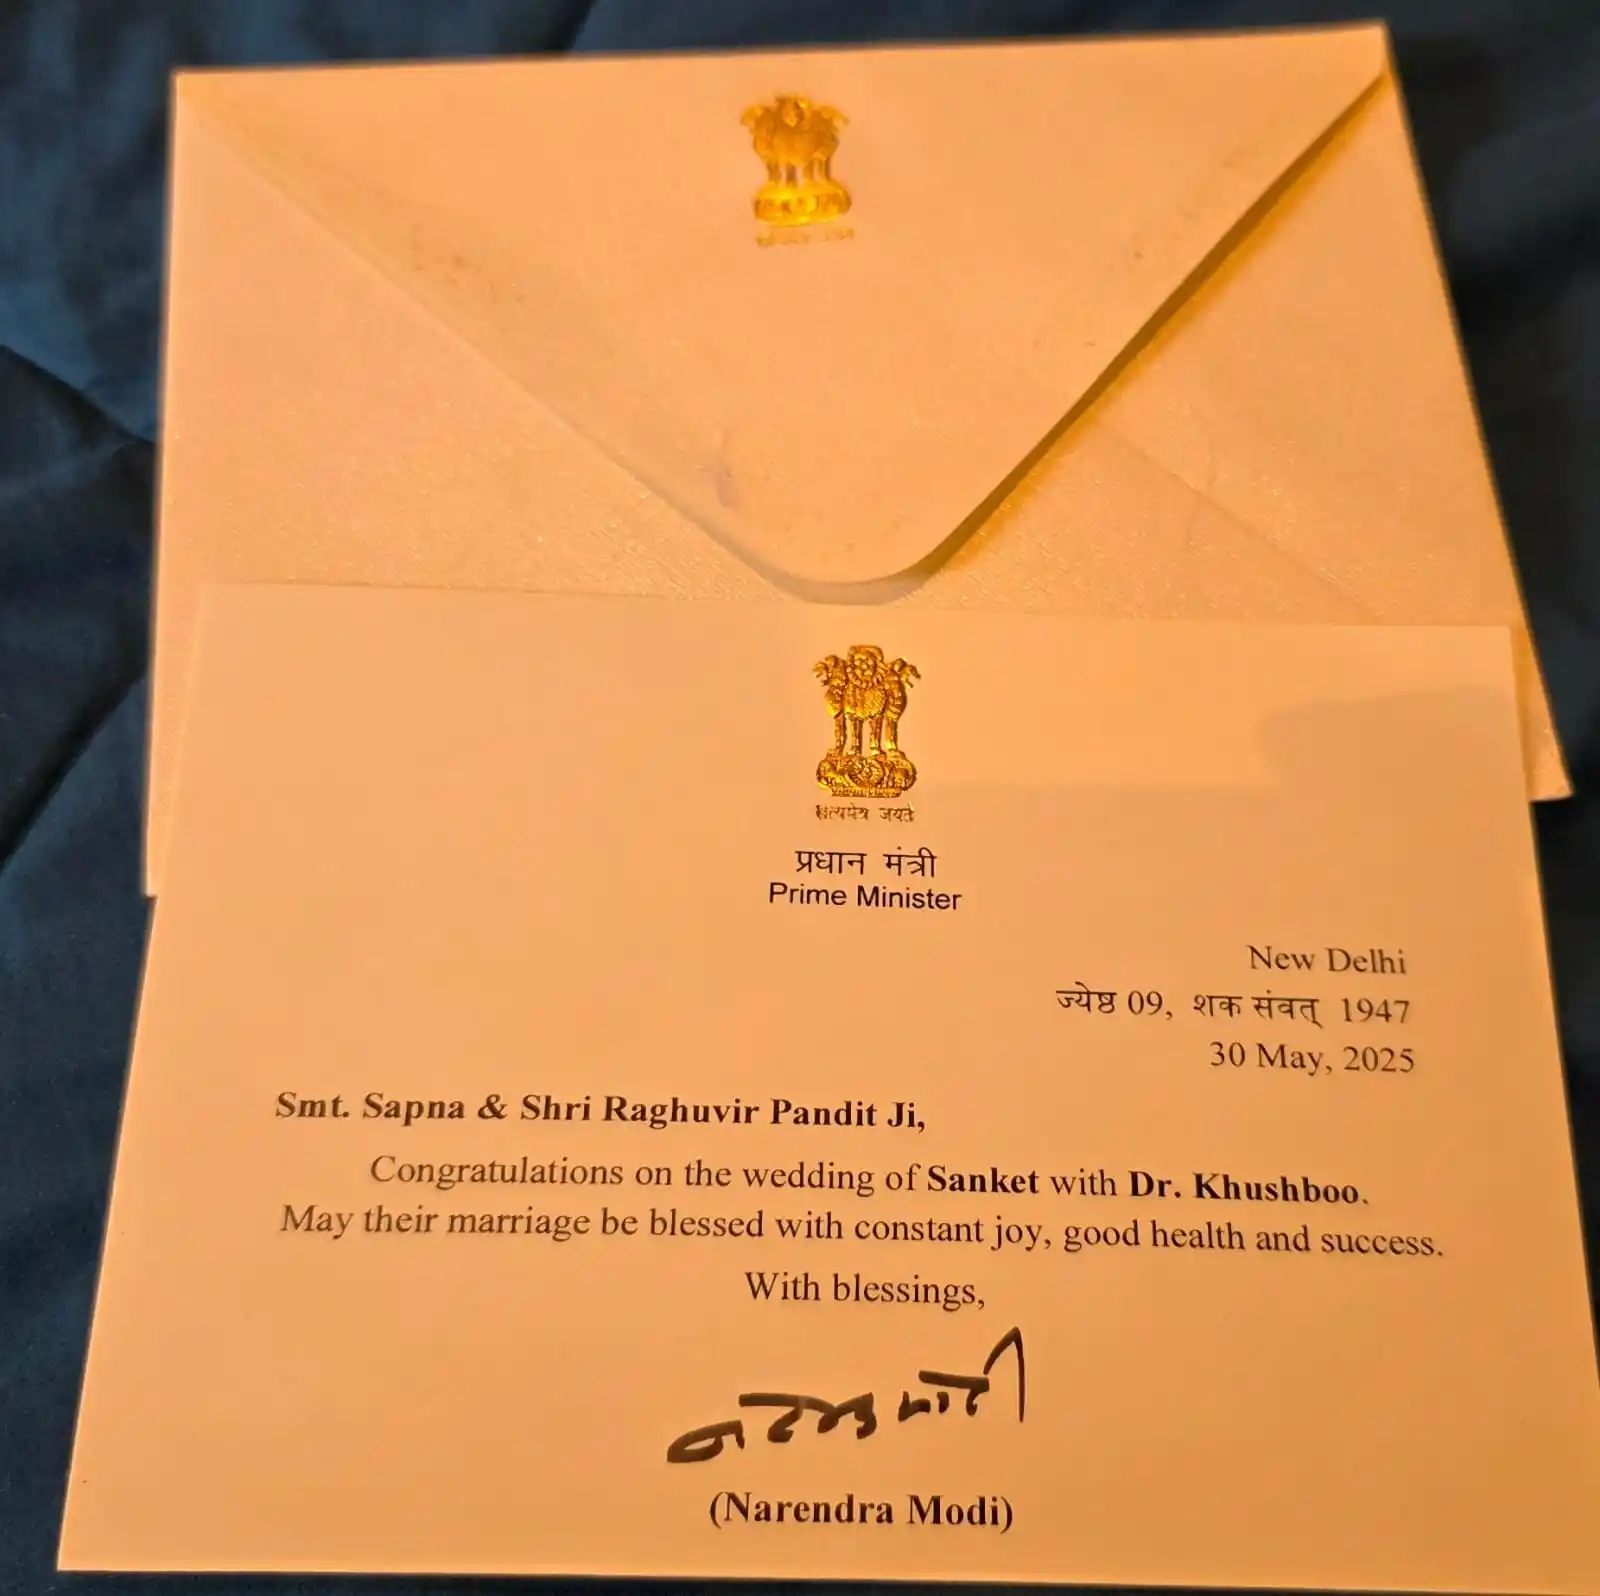 सत्यमेव जयते
प्रधान मंत्री
Prime Minister
New Delhi
ज्येष्ठ 09, शक संवत् 1947
30 May, 2025
Smt. Sapna & Shri Raghuvir Pandit Ji,
Congratulations on the wedding of Sanket with Dr. Khushboo.
May their marriage be blessed with constant joy, good health and success.
With blessings,
नरेन्द्र मोदी
(Narendra Modi)